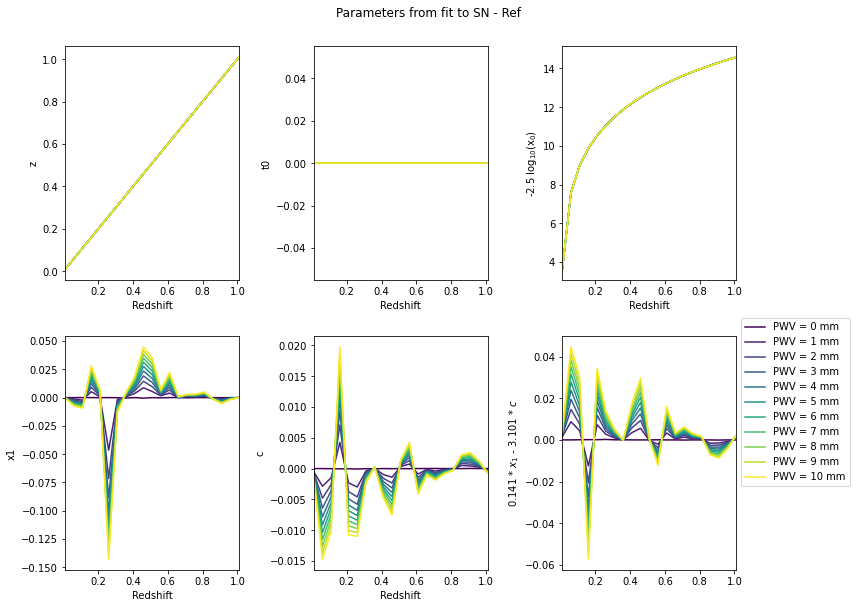 Parameters from fit to SN - Ref
z
1.0
0.8
0.6
0.4
0.2
0.0
0.2 0.4 0.6 0.8 1.0
Redshift
t0
0.04
0.02
0.00
−0.02
−0.04
0.2 0.4 0.6 0.8 1.0
Redshift
-2.5 log₁₀(x₀)
14
12
10
8
6
4
0.2 0.4 0.6 0.8 1.0
Redshift
x1
0.050
0.025
0.000
−0.025
−0.050
−0.075
−0.100
−0.125
−0.150
0.2 0.4 0.6 0.8 1.0
Redshift
c
0.020
0.015
0.010
0.005
0.000
−0.005
−0.010
−0.015
0.2 0.4 0.6 0.8 1.0
Redshift
0.141 * x₁ - 3.101 * c
0.04
0.02
0.00
−0.02
−0.04
−0.06
0.2 0.4 0.6 0.8 1.0
PWV = 0 mm
PWV = 1 mm
PWV = 2 mm
PWV = 3 mm
PWV = 4 mm
PWV = 5 mm
PWV = 6 mm
PWV = 7 mm
PWV = 8 mm
PWV = 9 mm
PWV = 10 mm